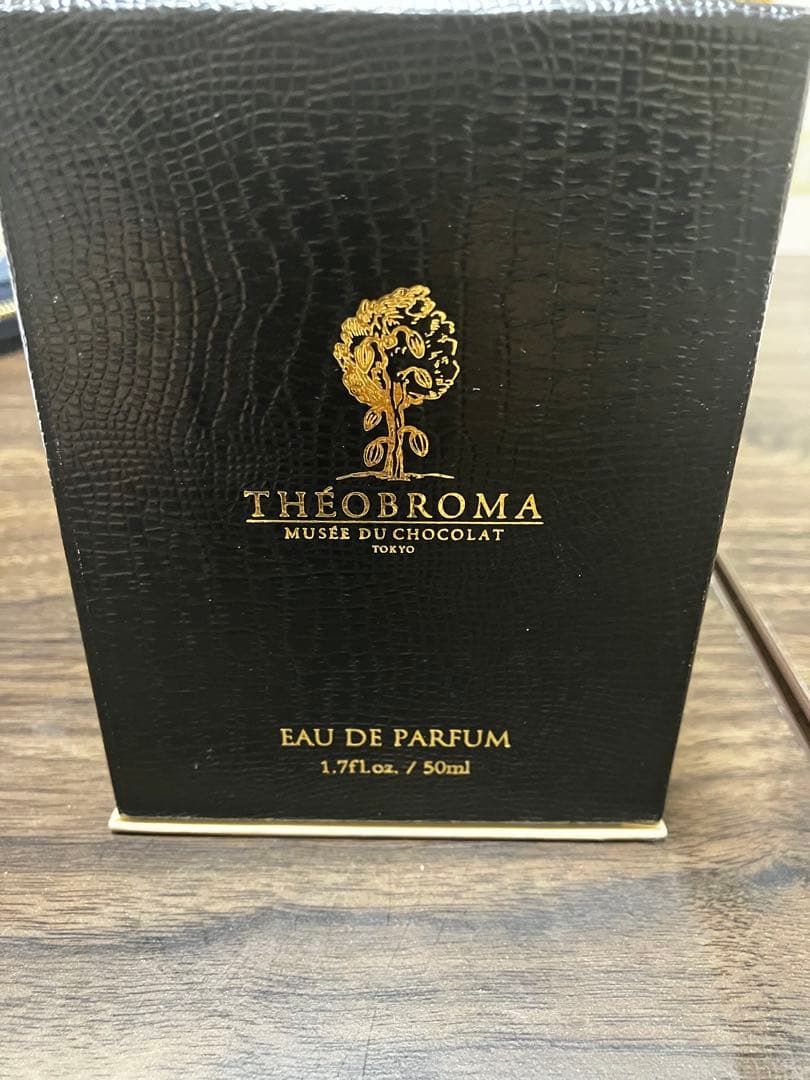 THÉOBROMA
MUSÉE DU CHOCOLAT
TOKYO
EAU DE PARFUM
1.7fl.oz. / 50ml